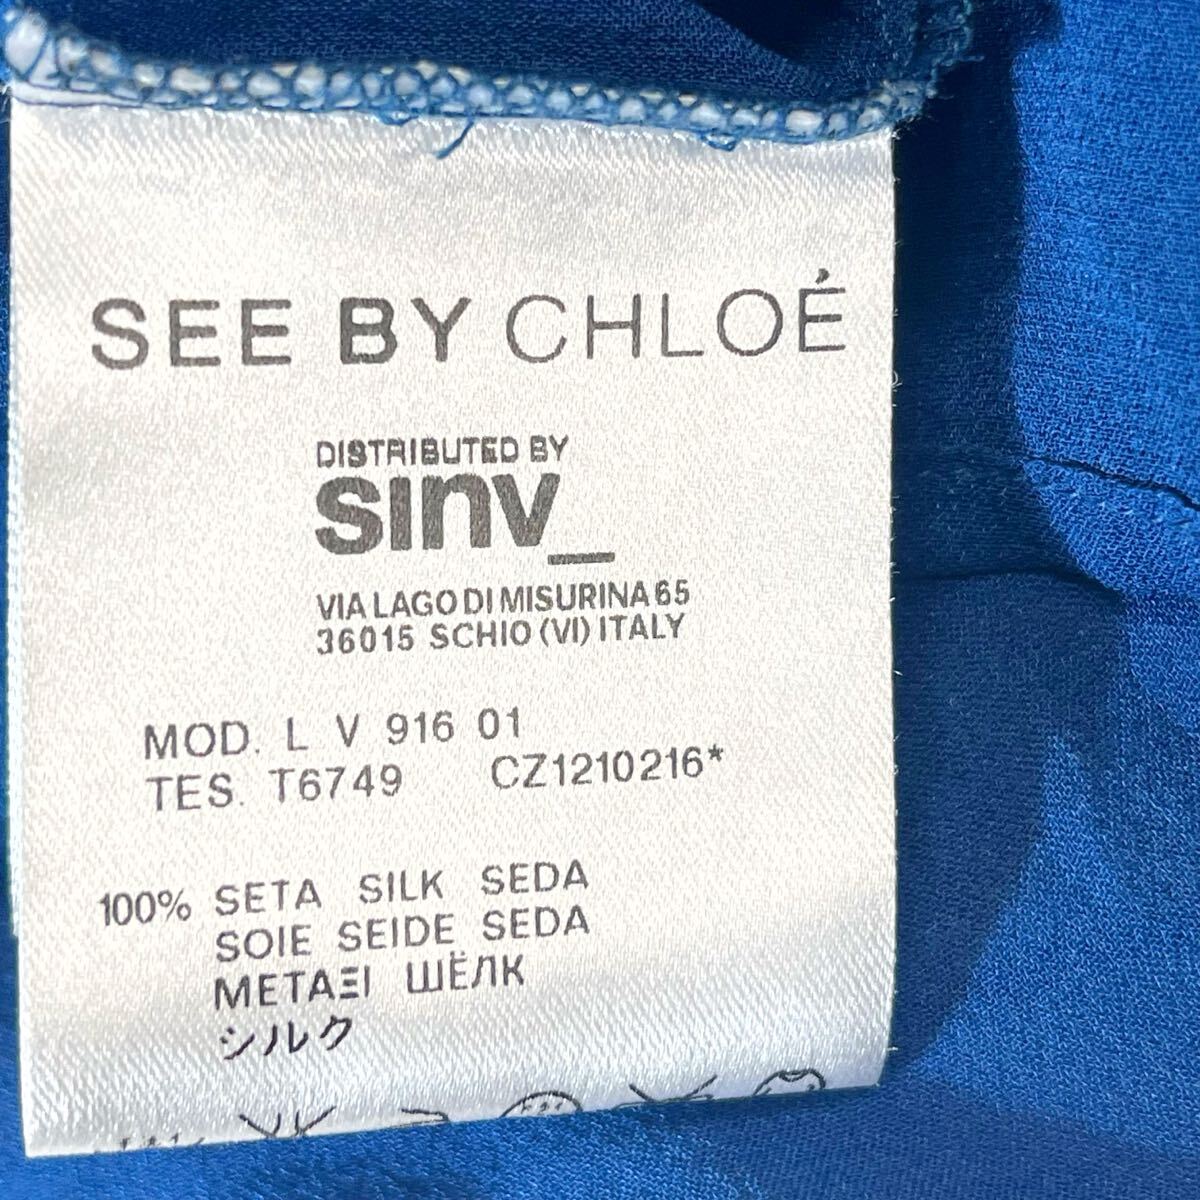 SEE BY CHLOÉ
DISTRIBUTED BY
sinv_
VIA LAGO DI MISURINA 65
36015 SCHIO (VI) ITALY
MOD. L V 916 01
TES. T6749 CZ1210216*
100% SETA SILK SEDA
SOIE SEIDE SEDA
ΜΕΤΑΞΙ ШЁЛК
シルク